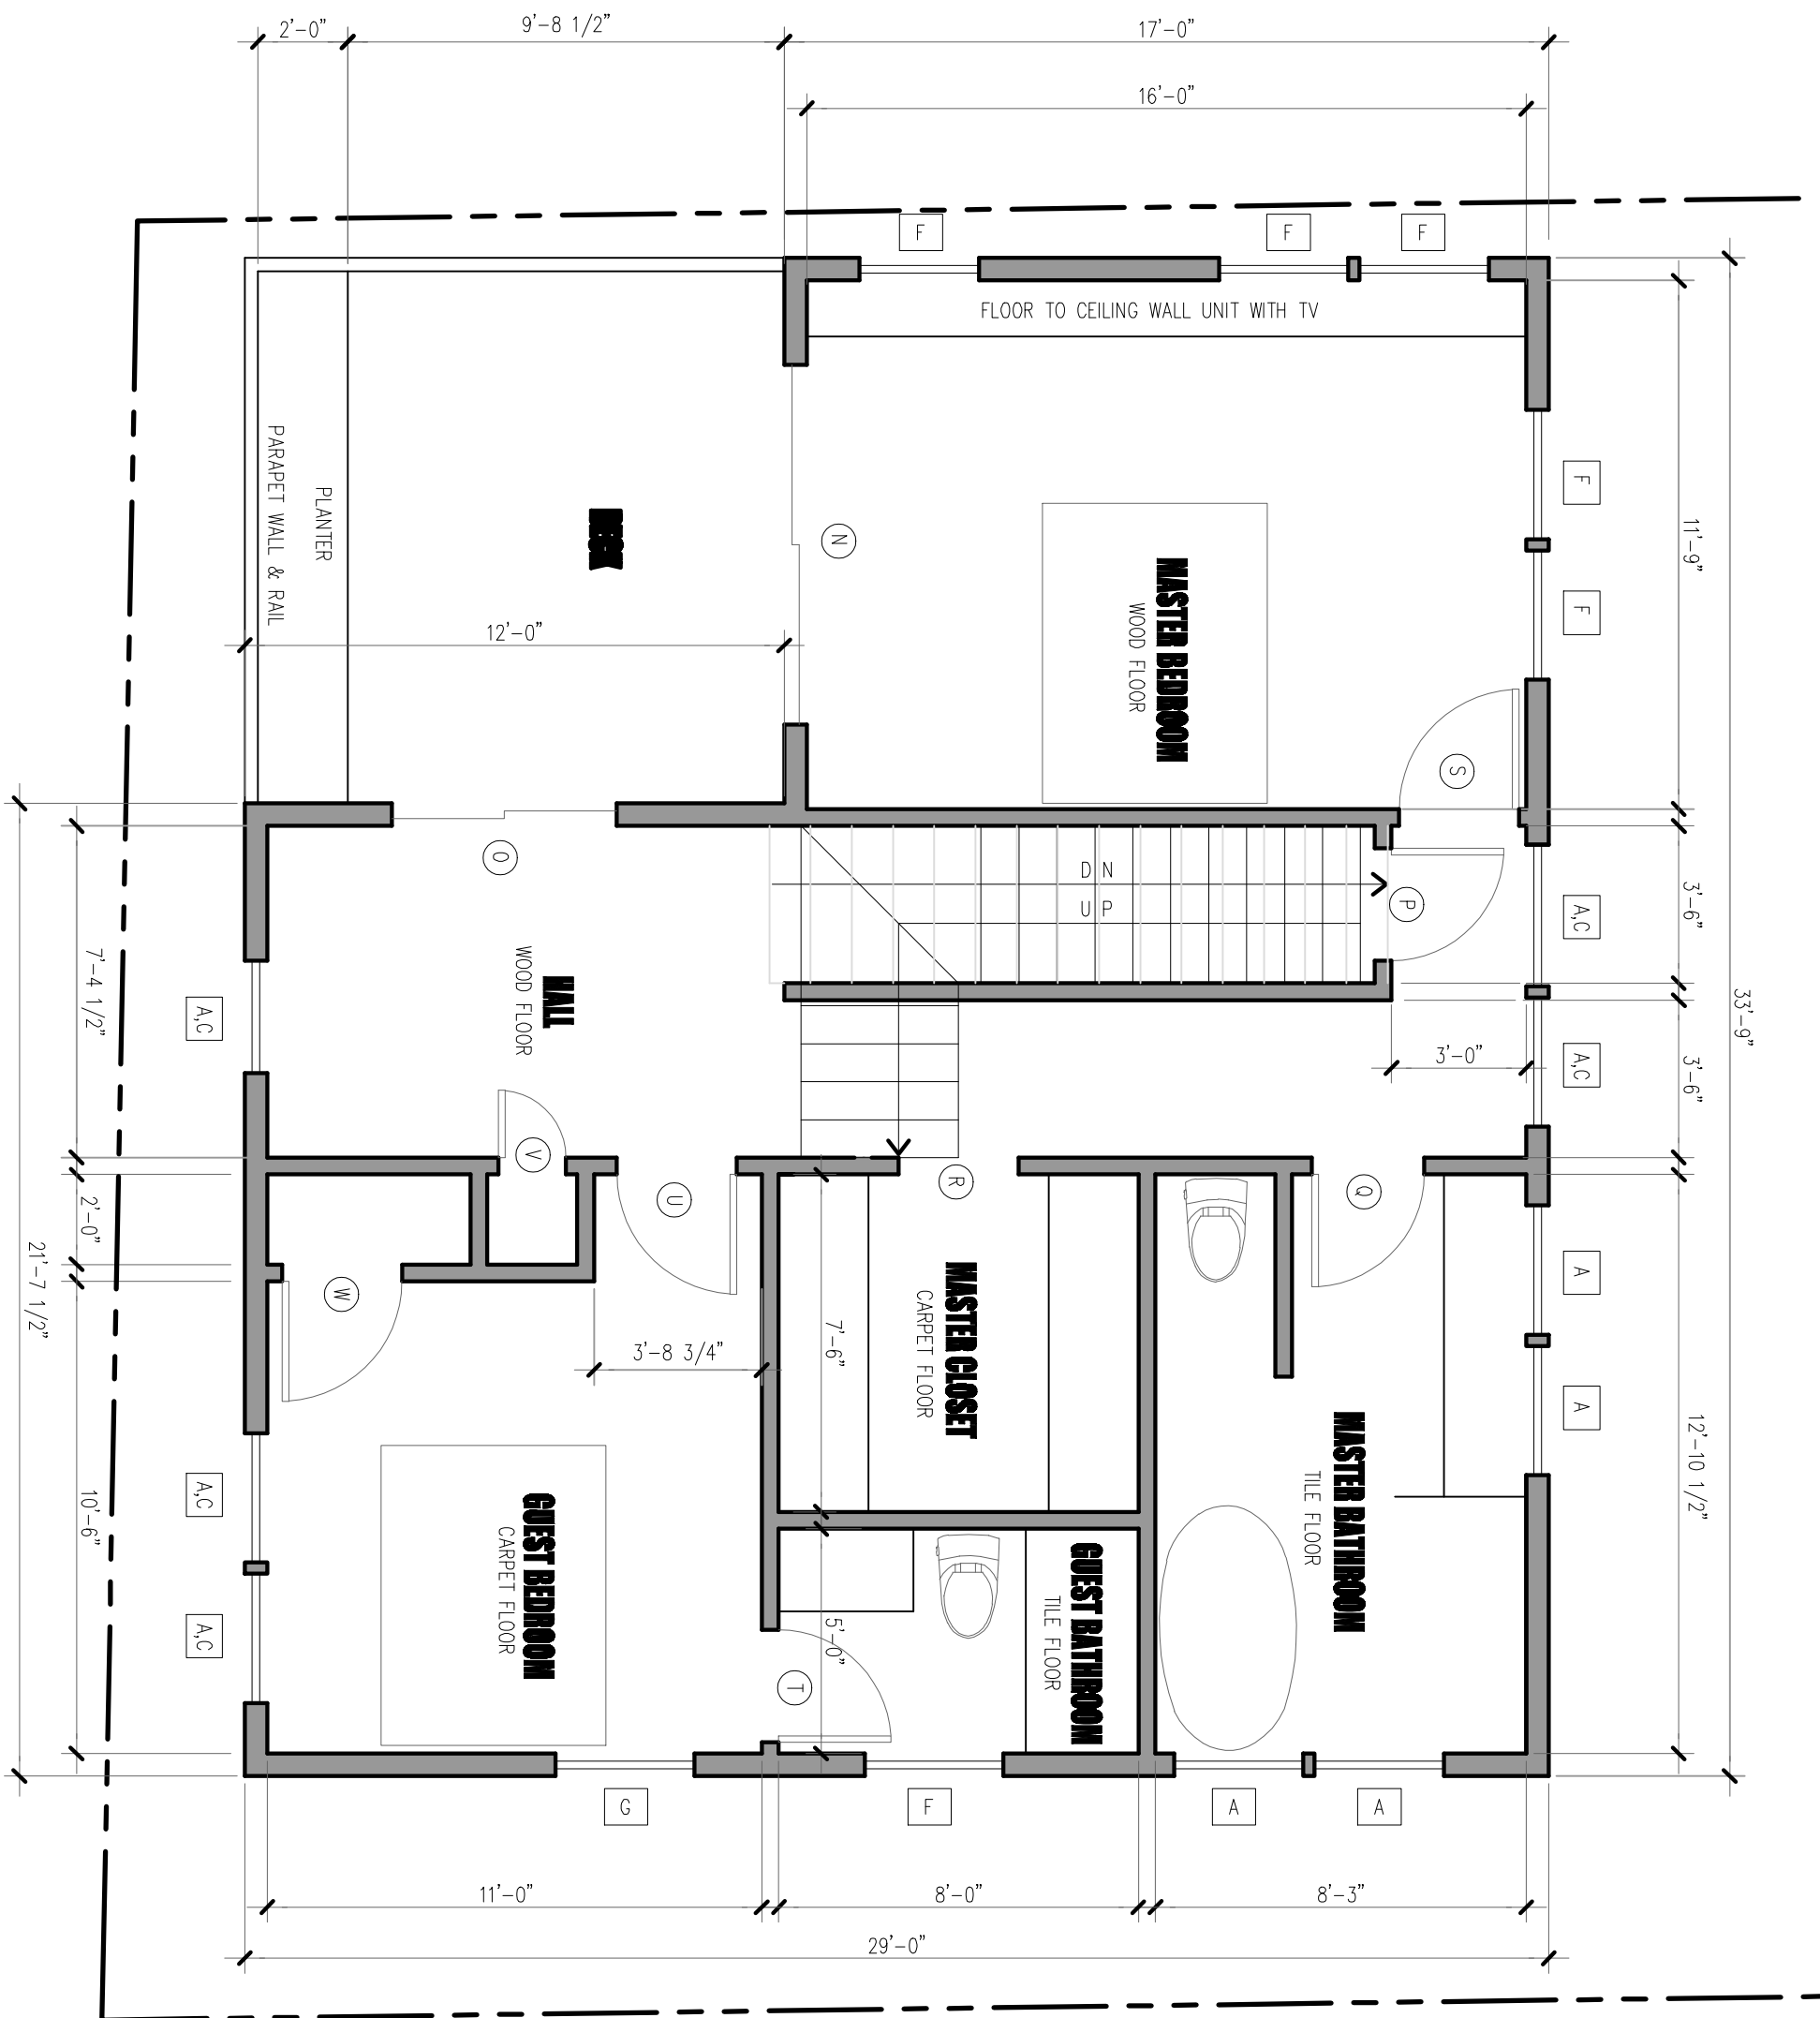 2'-0"
9'-8 1/2"
17'-0"
16'-0"
F
F
F
FLOOR TO CEILING WALL UNIT WITH TV
PARAPET WALL & RAIL
PLANTER
DECK
12'-0"
N
MASTER BEDROOM
WOOD FLOOR
F
F
S
11'-9"
33'-9"
O
DN
UP
P
A,C
3'-6"
HALL
WOOD FLOOR
A,C
7'-4 1/2"
3'-0"
A,C
3'-6"
V
U
R
Q
2'-0"
21'-7 1/2"
W
3'-8 3/4"
7'-6"
MASTER CLOSET
CARPET FLOOR
A
A
MASTER BATHROOM
TILE FLOOR
12'-10 1/2"
10'-6"
A,C
A,C
GUEST BEDROOM
CARPET FLOOR
5'-0"
T
GUEST BATHROOM
TILE FLOOR
G
F
A
A
11'-0"
8'-0"
8'-3"
29'-0"